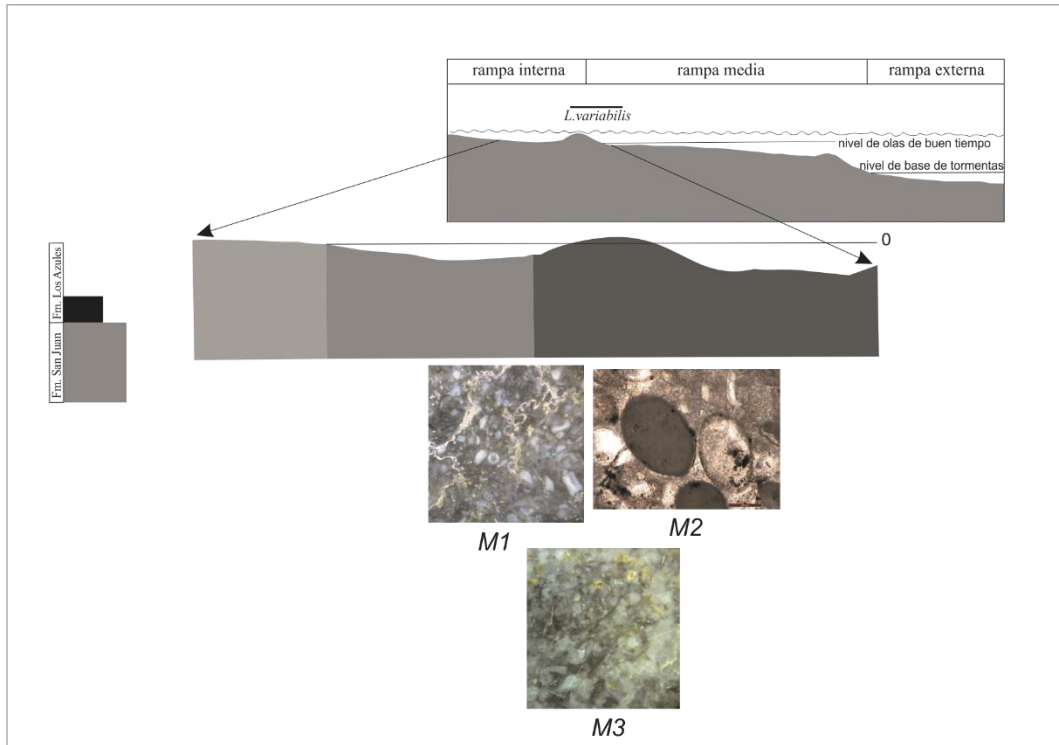 rampa interna
rampa media
rampa externa
L.variabilis
nivel de olas de buen tiempo
nivel de base de tormentas
0
Fm. Los Azules
Fm. San Juan
M1
M2
M3